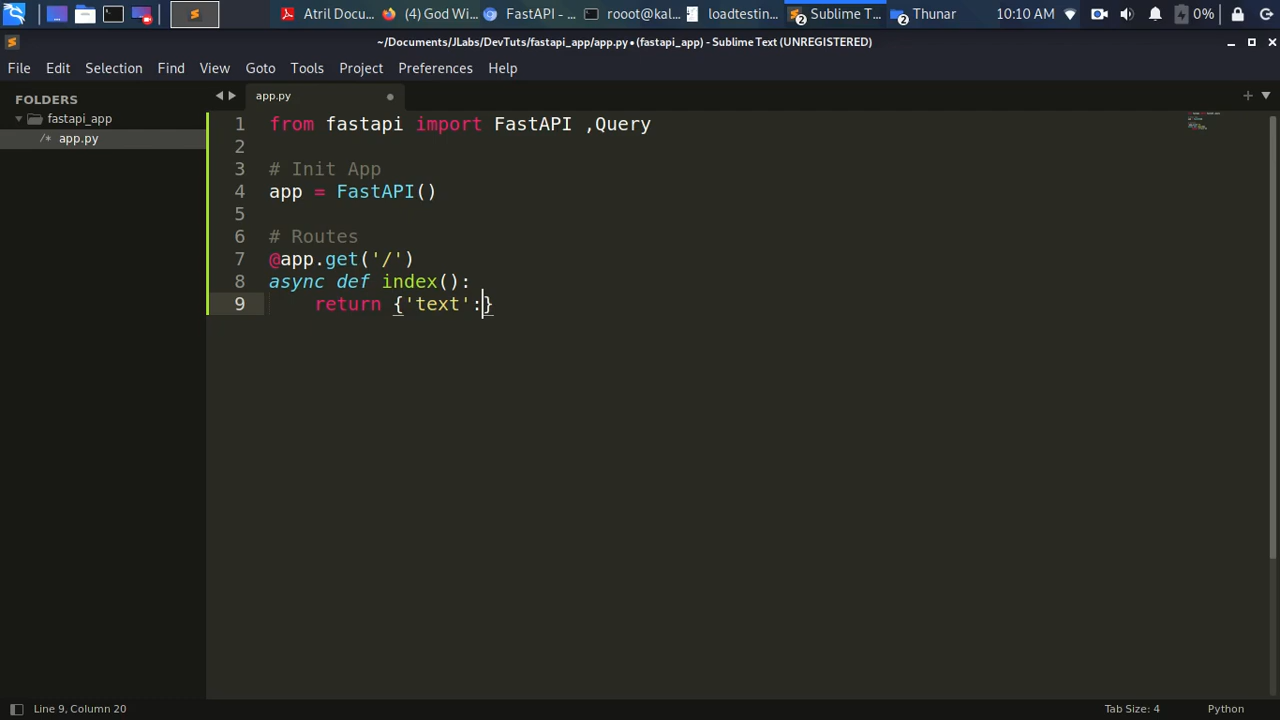 Atril Docu...
(4) God Wi...
FastAPI - ...
rooot@kal...
loadtestin...
2
Sublime T...
2
Thunar
10:10 AM
0%
~/Documents/JLabs/DevTuts/fastapi_app/app.py • (fastapi_app) - Sublime Text (UNREGISTERED)
File Edit Selection Find View Goto Tools Project Preferences Help
FOLDERS
fastapi_app
/* app.py
app.py
1 from fastapi import FastAPI ,Query
2
3 # Init App
4 app = FastAPI()
5
6 # Routes
7 @app.get('/')
8 async def index():
9 return {'text':}
Line 9, Column 20
Tab Size: 4
Python